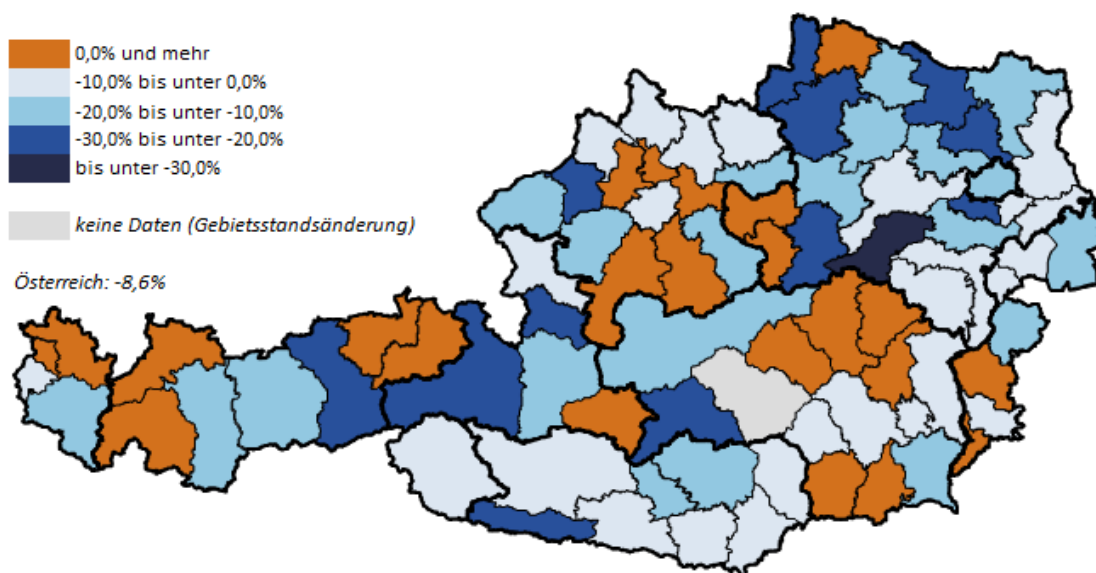 0,0% und mehr
-10,0% bis unter 0,0%
-20,0% bis unter -10,0%
-30,0% bis unter -20,0%
bis unter -30,0%
keine Daten (Gebietsstandsänderung)
Österreich: -8,6%